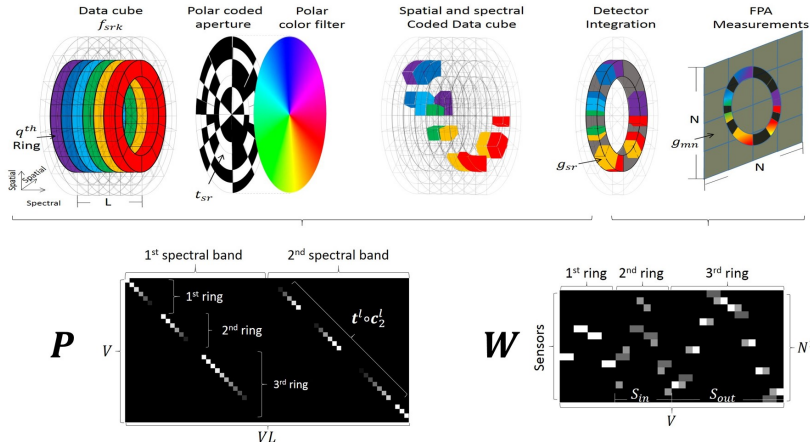 Data cube
f_srk
Polar coded
aperture
Polar
color filter
Spatial and spectral
Coded Data cube
Detector
Integration
FPA
Measurements
q^th
Ring
Spatial
Spatial
Spectral
L
t_sr
g_sr
g_mn
N
N
1st spectral band
2nd spectral band
P
V
1st ring
2nd ring
3rd ring
t^l∘c_2^l
VL
1st ring
2nd ring
3rd ring
W
Sensors
N
S_in
S_out
V